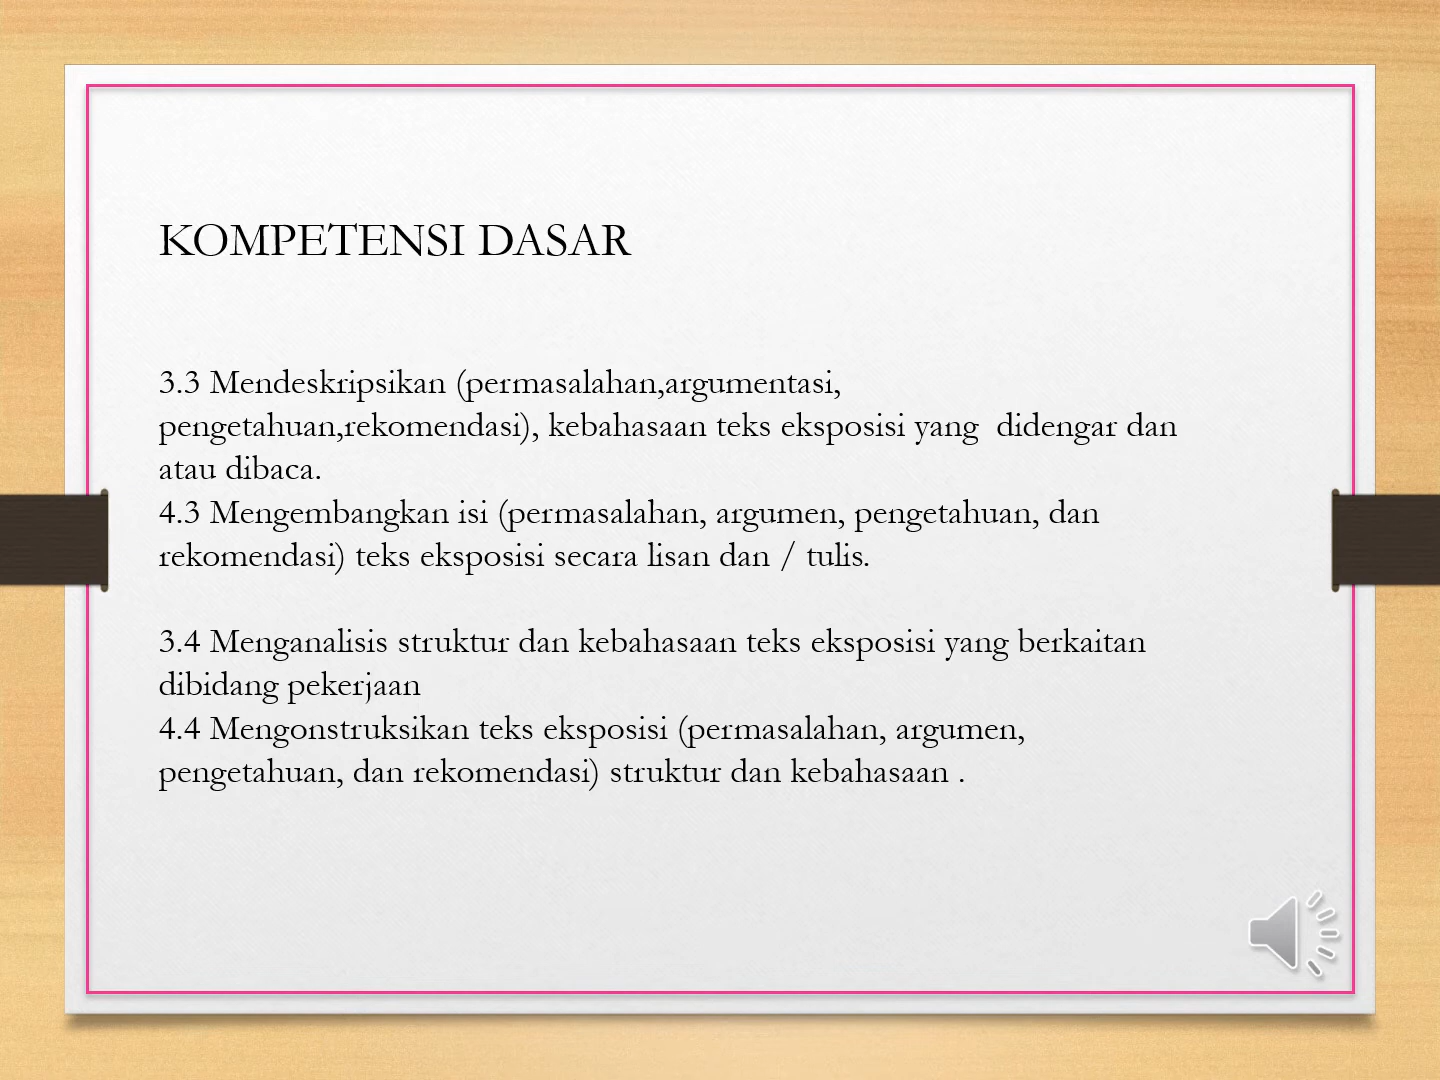 KOMPETENSI DASAR
3.3 Mendeskripsikan (permasalahan,argumentasi,
pengetahuan,rekomendasi), kebahasaan teks eksposisi yang  didengar dan
atau dibaca.
4.3 Mengembangkan isi (permasalahan, argumen, pengetahuan, dan
rekomendasi) teks eksposisi secara lisan dan / tulis.
3.4 Menganalisis struktur dan kebahasaan teks eksposisi yang berkaitan
dibidang pekerjaan
4.4 Mengonstruksikan teks eksposisi (permasalahan, argumen,
pengetahuan, dan rekomendasi) struktur dan kebahasaan .